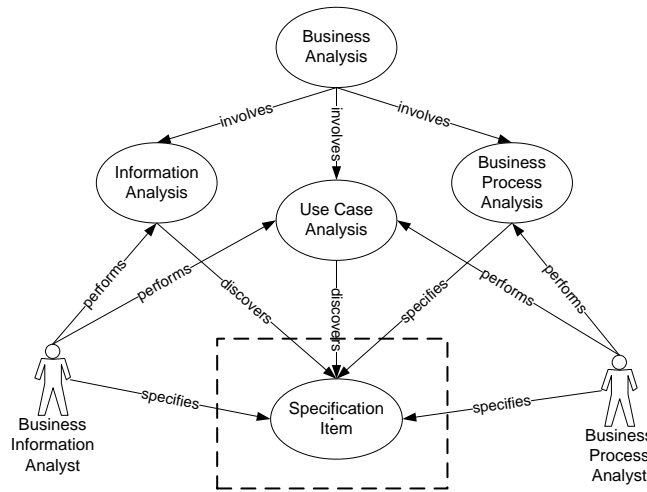 Business
Analysis
involves
involves
involves
Information
Analysis
Use Case
Analysis
Business
Process
Analysis
performs
performs
discovers
discovers
specifies
performs
performs
specifies
Specification
Item
specifies
Business
Information
Analyst
Business
Process
Analyst